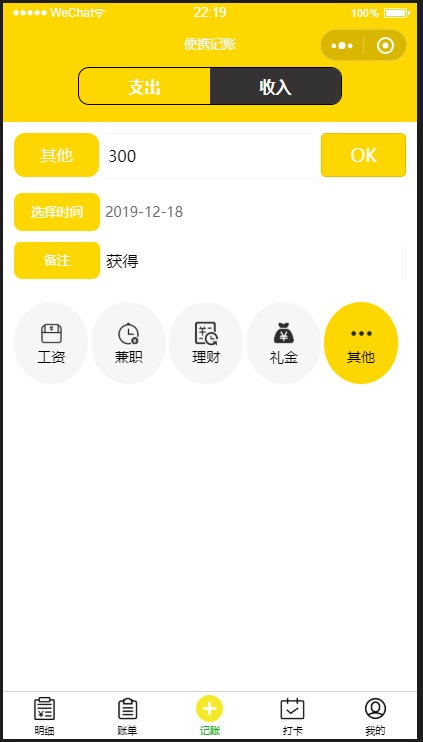 WeChat 22:19 100%
便携记账
支出 收入
其他 300 OK
选择时间 2019-12-18
备注 获得
工资 兼职 理财 礼金 其他
明细 账单 记账 打卡 我的